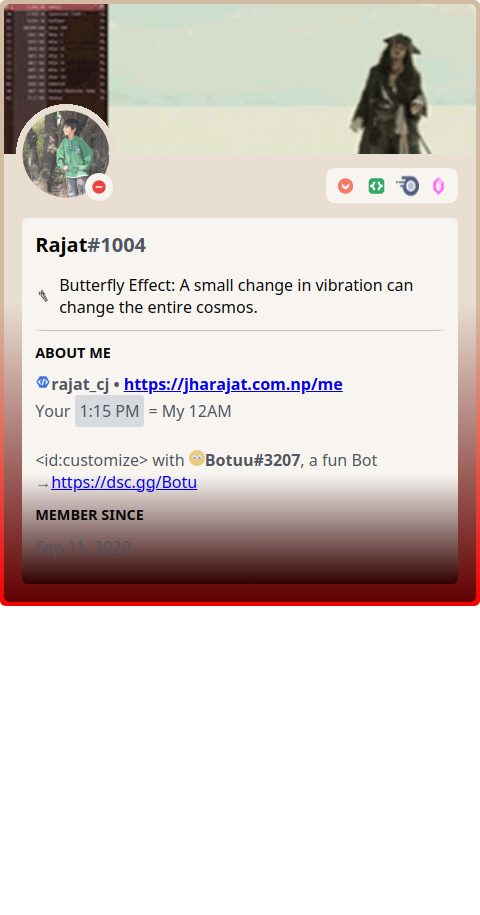 Rajat#1004
Butterfly Effect: A small change in vibration can
change the entire cosmos.
ABOUT ME
rajat_cj • https://jharajat.com.np/me
Your 1:15 PM = My 12AM
<id:customize> with Botuu#3207, a fun Bot
→https://dsc.gg/Botu
MEMBER SINCE
Sep 11, 2020